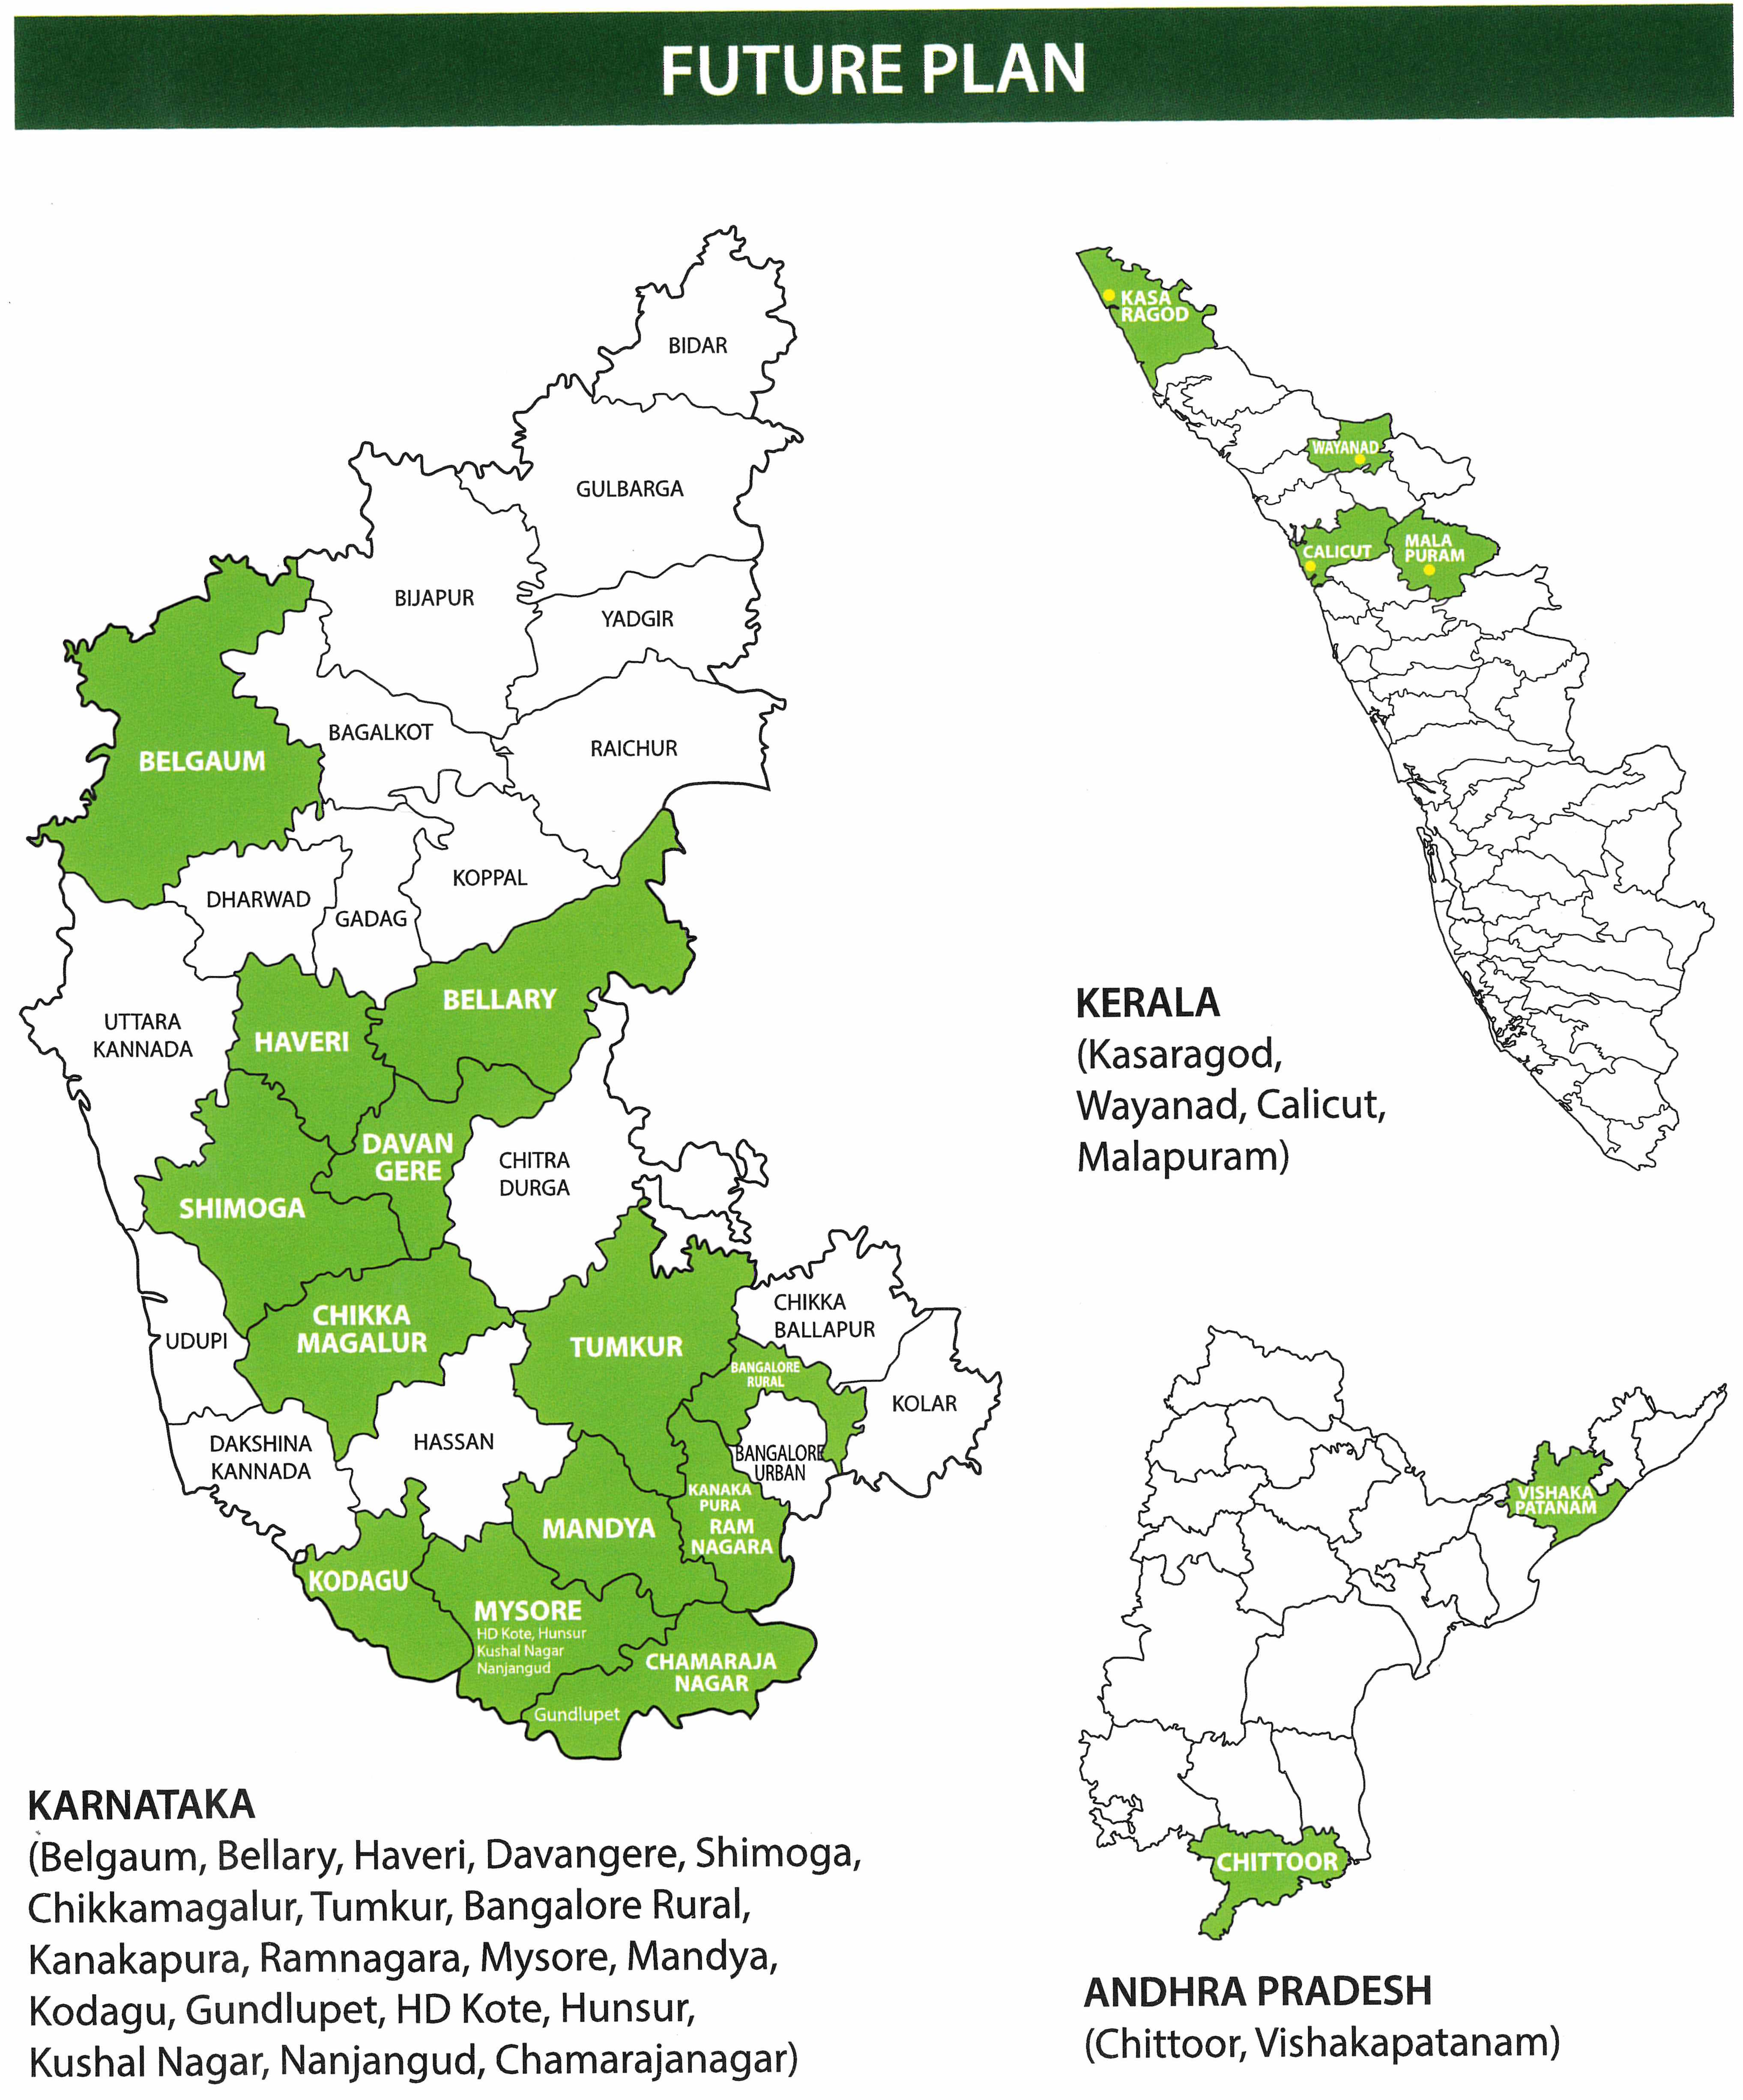 FUTURE PLAN
BIDAR
GULBARGA
BIJAPUR
YADGIR
BAGALKOT
RAICHUR
BELGAUM
KOPPAL
DHARWAD
GADAG
BELLARY
UTTARA
KANNADA
HAVERI
DAVAN
GERE
CHITRA
DURGA
SHIMOGA
CHIKKA
MAGALUR
UDUPI
TUMKUR
CHIKKA
BALLAPUR
BANGALORE
RURAL
KOLAR
DAKSHINA
KANNADA
HASSAN
BANGALORE
URBAN
KANAKA
PURA
RAM
NAGARA
MANDYA
KODAGU
MYSORE
HD Kote, Hunsur
Kushal Nagar
Nanjangud
CHAMARAJA
NAGAR
Gundlupet
KARNATAKA
(Belgaum, Bellary, Haveri, Davangere, Shimoga,
Chikkamagalur, Tumkur, Bangalore Rural,
Kanakapura, Ramnagara, Mysore, Mandya,
Kodagu, Gundlupet, HD Kote, Hunsur,
Kushal Nagar, Nanjangud, Chamarajanagar)
KASA
RAGOD
WAYANAD
CALICUT
MALA
PURAM
KERALA
(Kasaragod,
Wayanad, Calicut,
Malapuram)
VISHAKA
PATANAM
CHITTOOR
ANDHRA PRADESH
(Chittoor, Vishakapatanam)